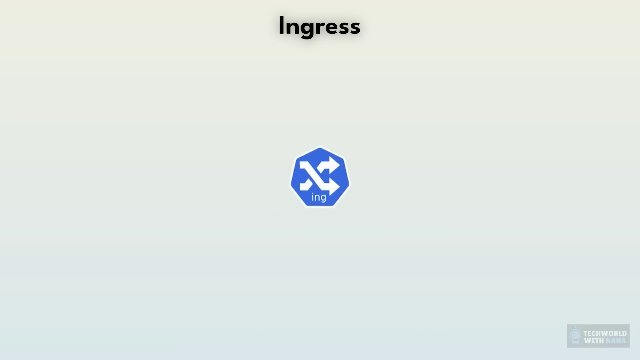 Ingress
ing
TECHWORLD
WITH NANA